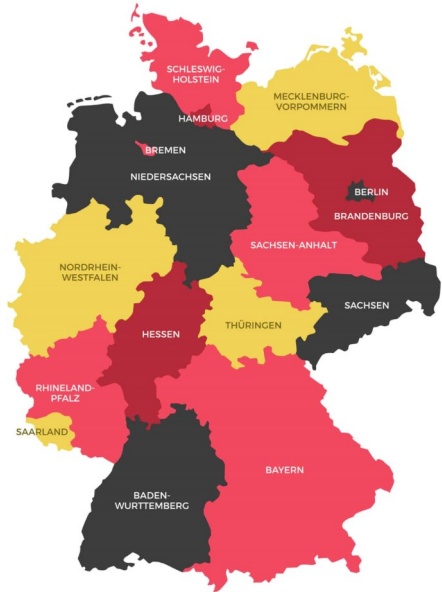 SCHLESWIG-
HOLSTEIN
MECKLENBURG-
VORPOMMERN
HAMBURG
BREMEN
NIEDERSACHSEN
BERLIN
BRANDENBURG
SACHSEN-ANHALT
NORDRHEIN-
WESTFALEN
SACHSEN
THÜRINGEN
HESSEN
RHINELAND-
PFALZ
SAARLAND
BAYERN
BADEN-
WURTTEMBERG